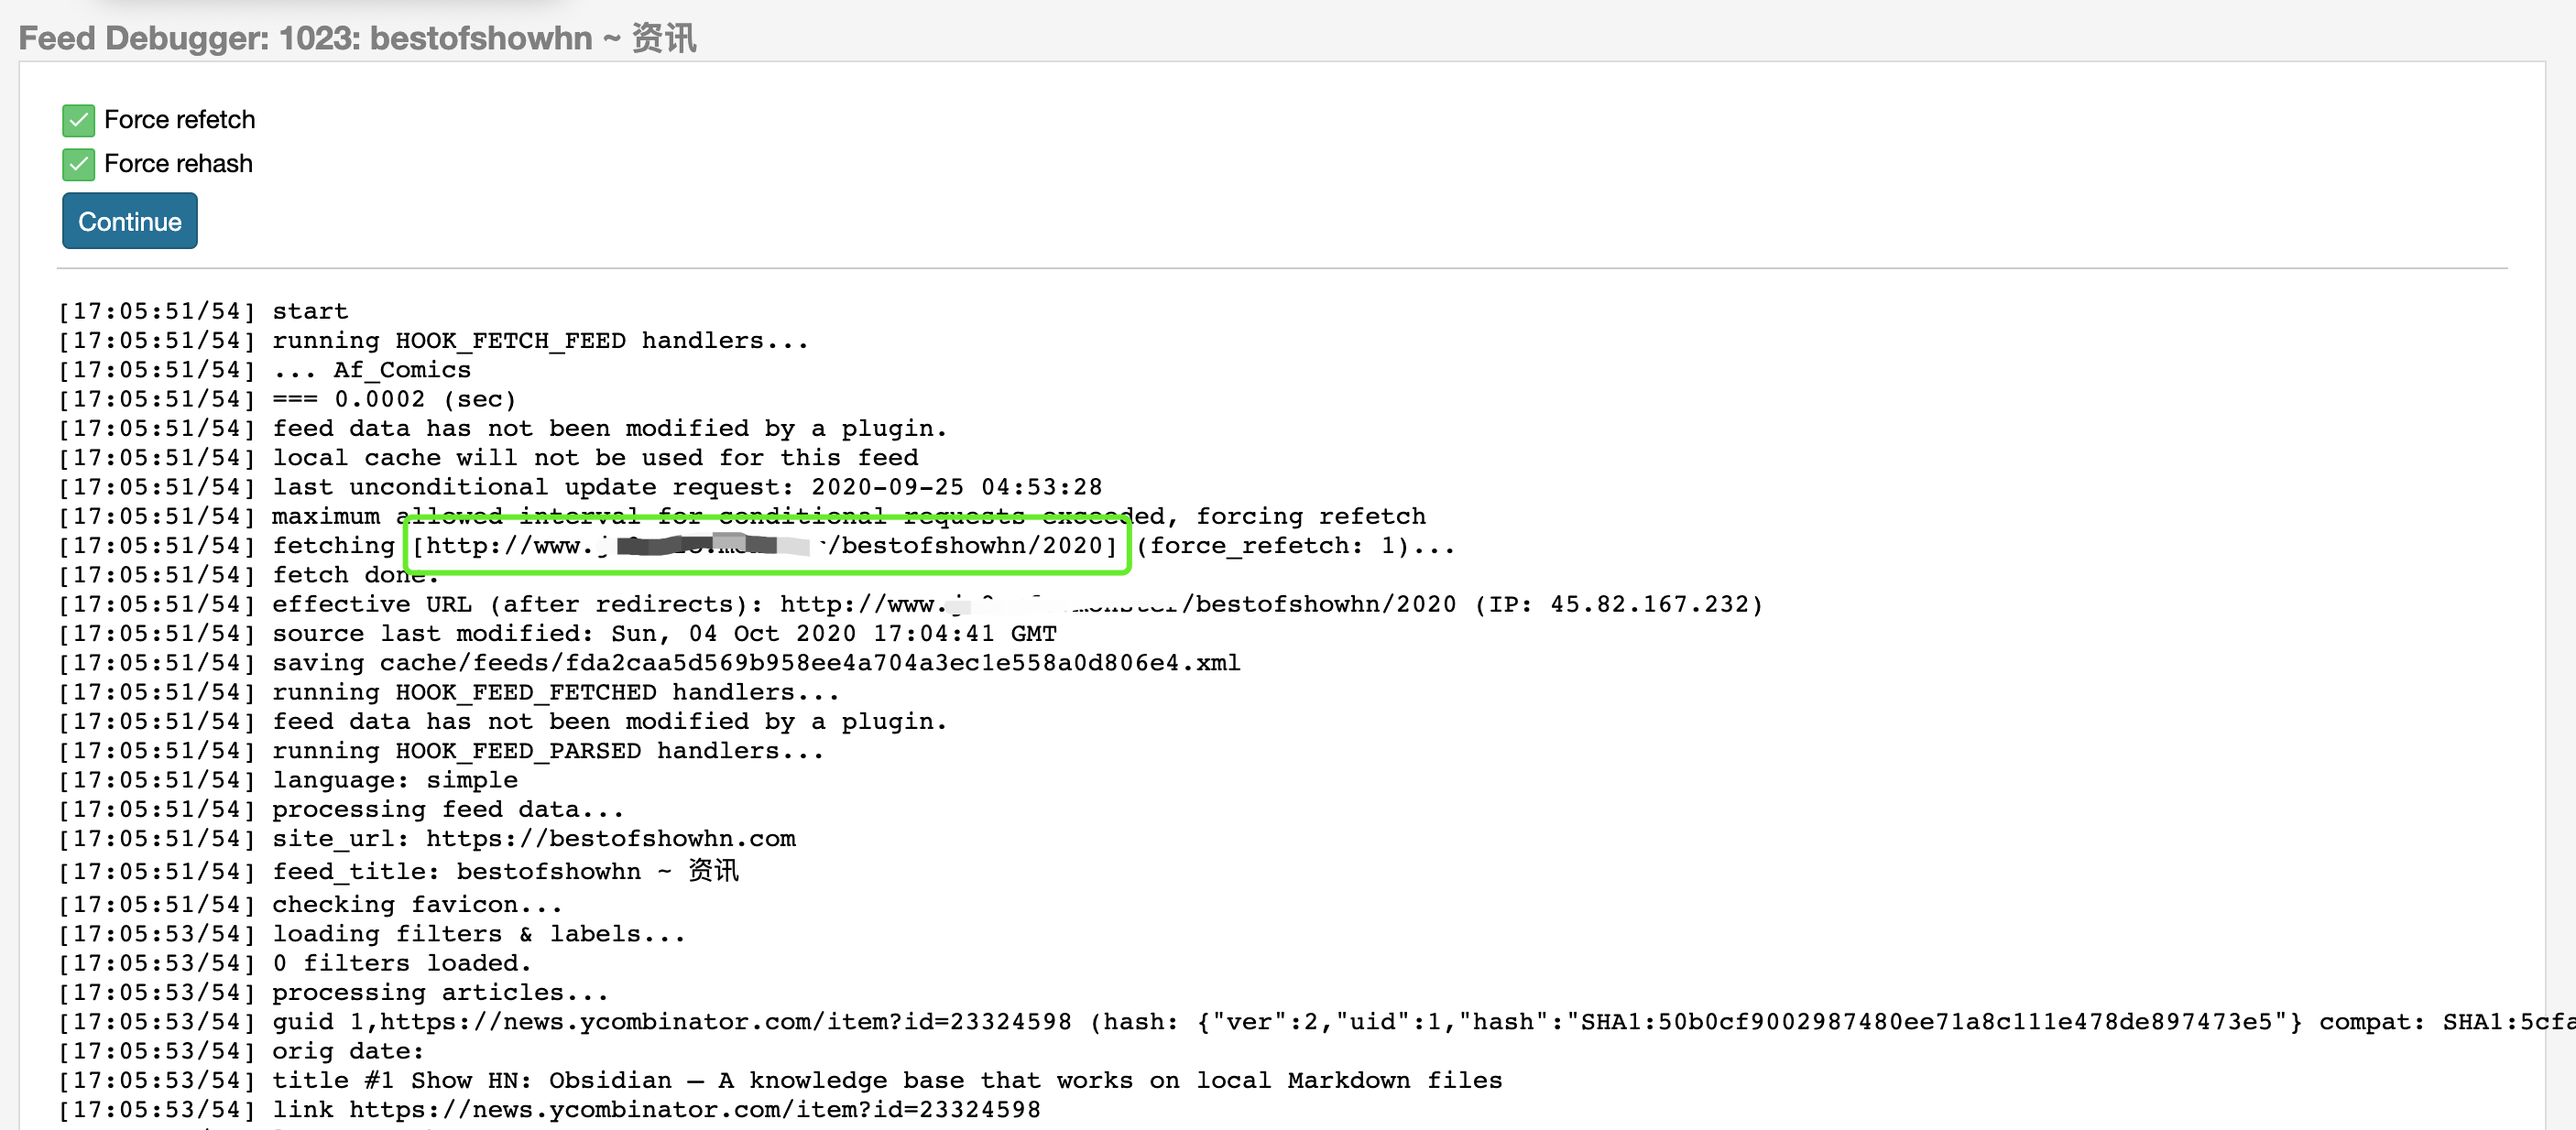 Feed Debugger: 1023: bestofshowhn ~ 资讯
Force refetch
Force rehash
Continue
[17:05:51/54] start
[17:05:51/54] running HOOK_FETCH_FEED handlers...
[17:05:51/54] ... Af_Comics
[17:05:51/54] === 0.0002 (sec)
[17:05:51/54] feed data has not been modified by a plugin.
[17:05:51/54] local cache will not be used for this feed
[17:05:51/54] last unconditional update request: 2020-09-25 04:53:28
[17:05:51/54] maximum allowed interval for conditional requests exceeded, forcing refetch
[17:05:51/54] fetching [http://www. /bestofshowhn/2020] (force_refetch: 1)...
[17:05:51/54] fetch done.
[17:05:51/54] effective URL (after redirects): http://www. /bestofshowhn/2020 (IP: 45.82.167.232)
[17:05:51/54] source last modified: Sun, 04 Oct 2020 17:04:41 GMT
[17:05:51/54] saving cache/feeds/fda2caa5d569b958ee4a704a3ec1e558a0d806e4.xml
[17:05:51/54] running HOOK_FEED_FETCHED handlers...
[17:05:51/54] feed data has not been modified by a plugin.
[17:05:51/54] running HOOK_FEED_PARSED handlers...
[17:05:51/54] language: simple
[17:05:51/54] processing feed data...
[17:05:51/54] site_url: https://bestofshowhn.com
[17:05:51/54] feed_title: bestofshowhn ~ 资讯
[17:05:51/54] checking favicon...
[17:05:53/54] loading filters & labels...
[17:05:53/54] 0 filters loaded.
[17:05:53/54] processing articles...
[17:05:53/54] guid 1,https://news.ycombinator.com/item?id=23324598 (hash: {"ver":2,"uid":1,"hash":"SHA1:50b0cf9002987480ee71a8c111e478de897473e5"} compat: SHA1:5cfa
[17:05:53/54] orig date:
[17:05:53/54] title #1 Show HN: Obsidian – A knowledge base that works on local Markdown files
[17:05:53/54] link https://news.ycombinator.com/item?id=23324598